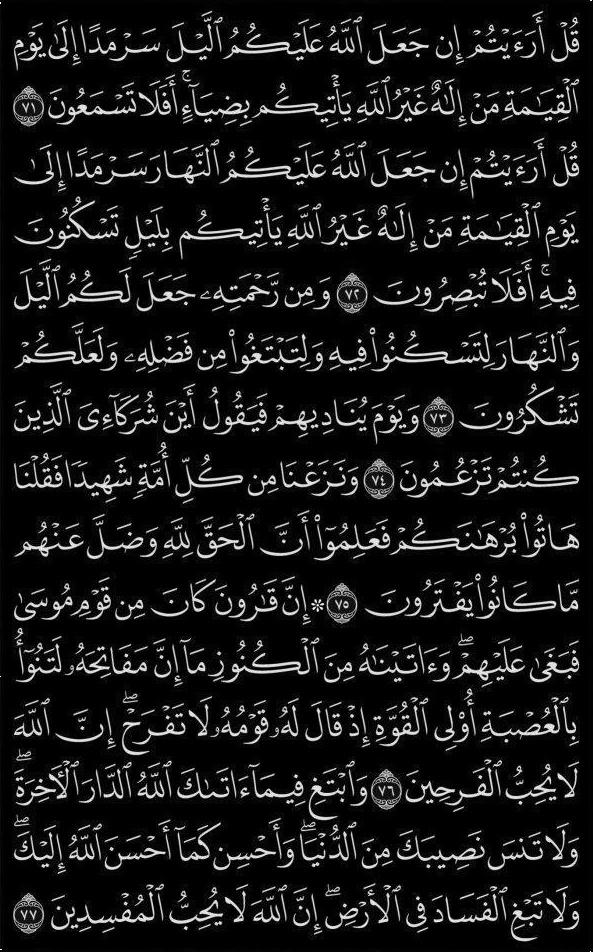 قُلْ أَرَءَيْتُمْ إِن جَعَلَ ٱللَّهُ عَلَيْكُمُ ٱلَّيْلَ سَرْمَدًا إِلَىٰ يَوْمِ
ٱلْقِيَٰمَةِ مَنْ إِلَٰهٌ غَيْرُ ٱللَّهِ يَأْتِيكُم بِضِيَآءٍ ۖ أَفَلَا تَسْمَعُونَ ٧١
قُلْ أَرَءَيْتُمْ إِن جَعَلَ ٱللَّهُ عَلَيْكُمُ ٱلنَّهَارَ سَرْمَدًا إِلَىٰ
يَوْمِ ٱلْقِيَٰمَةِ مَنْ إِلَٰهٌ غَيْرُ ٱللَّهِ يَأْتِيكُم بِلَيْلٍ تَسْكُنُونَ
فِيهِ ۚ أَفَلَا تُبْصِرُونَ ٧٢ وَمِن رَّحْمَتِهِۦ جَعَلَ لَكُمُ ٱلَّيْلَ
وَٱلنَّهَارَ لِتَسْكُنُوا۟ فِيهِ وَلِتَبْتَغُوا۟ مِن فَضْلِهِۦ وَلَعَلَّكُمْ
تَشْكُرُونَ ٧٣ وَيَوْمَ يُنَادِيهِمْ فَيَقُولُ أَيْنَ شُرَكَآءِىَ ٱلَّذِينَ
كُنتُمْ تَزْعُمُونَ ٧٤ وَنَزَعْنَا مِن كُلِّ أُمَّةٍ شَهِيدًا فَقُلْنَا
هَاتُوا۟ بُرْهَٰنَكُمْ فَعَلِمُوٓا۟ أَنَّ ٱلْحَقَّ لِلَّهِ وَضَلَّ عَنْهُم
مَّا كَانُوا۟ يَفْتَرُونَ ٧٥ ۞ إِنَّ قَٰرُونَ كَانَ مِن قَوْمِ مُوسَىٰ
فَبَغَىٰ عَلَيْهِمْ ۖ وَءَاتَيْنَٰهُ مِنَ ٱلْكُنُوزِ مَآ إِنَّ مَفَاتِحَهُۥ لَتَنُوٓأُ
بِٱلْعُصْبَةِ أُو۟لِى ٱلْقُوَّةِ إِذْ قَالَ لَهُۥ قَوْمُهُۥ لَا تَفْرَحْ ۖ إِنَّ ٱللَّهَ
لَا يُحِبُّ ٱلْفَرِحِينَ ٧٦ وَٱبْتَغِ فِيمَآ ءَاتَىٰكَ ٱللَّهُ ٱلدَّارَ ٱلْءَاخِرَةَ ۖ
وَلَا تَنسَ نَصِيبَكَ مِنَ ٱلدُّنْيَا ۖ وَأَحْسِن كَمَآ أَحْسَنَ ٱللَّهُ إِلَيْكَ ۖ
وَلَا تَبْغِ ٱلْفَسَادَ فِى ٱلْأَرْضِ ۖ إِنَّ ٱللَّهَ لَا يُحِبُّ ٱلْمُفْسِدِينَ ٧٧